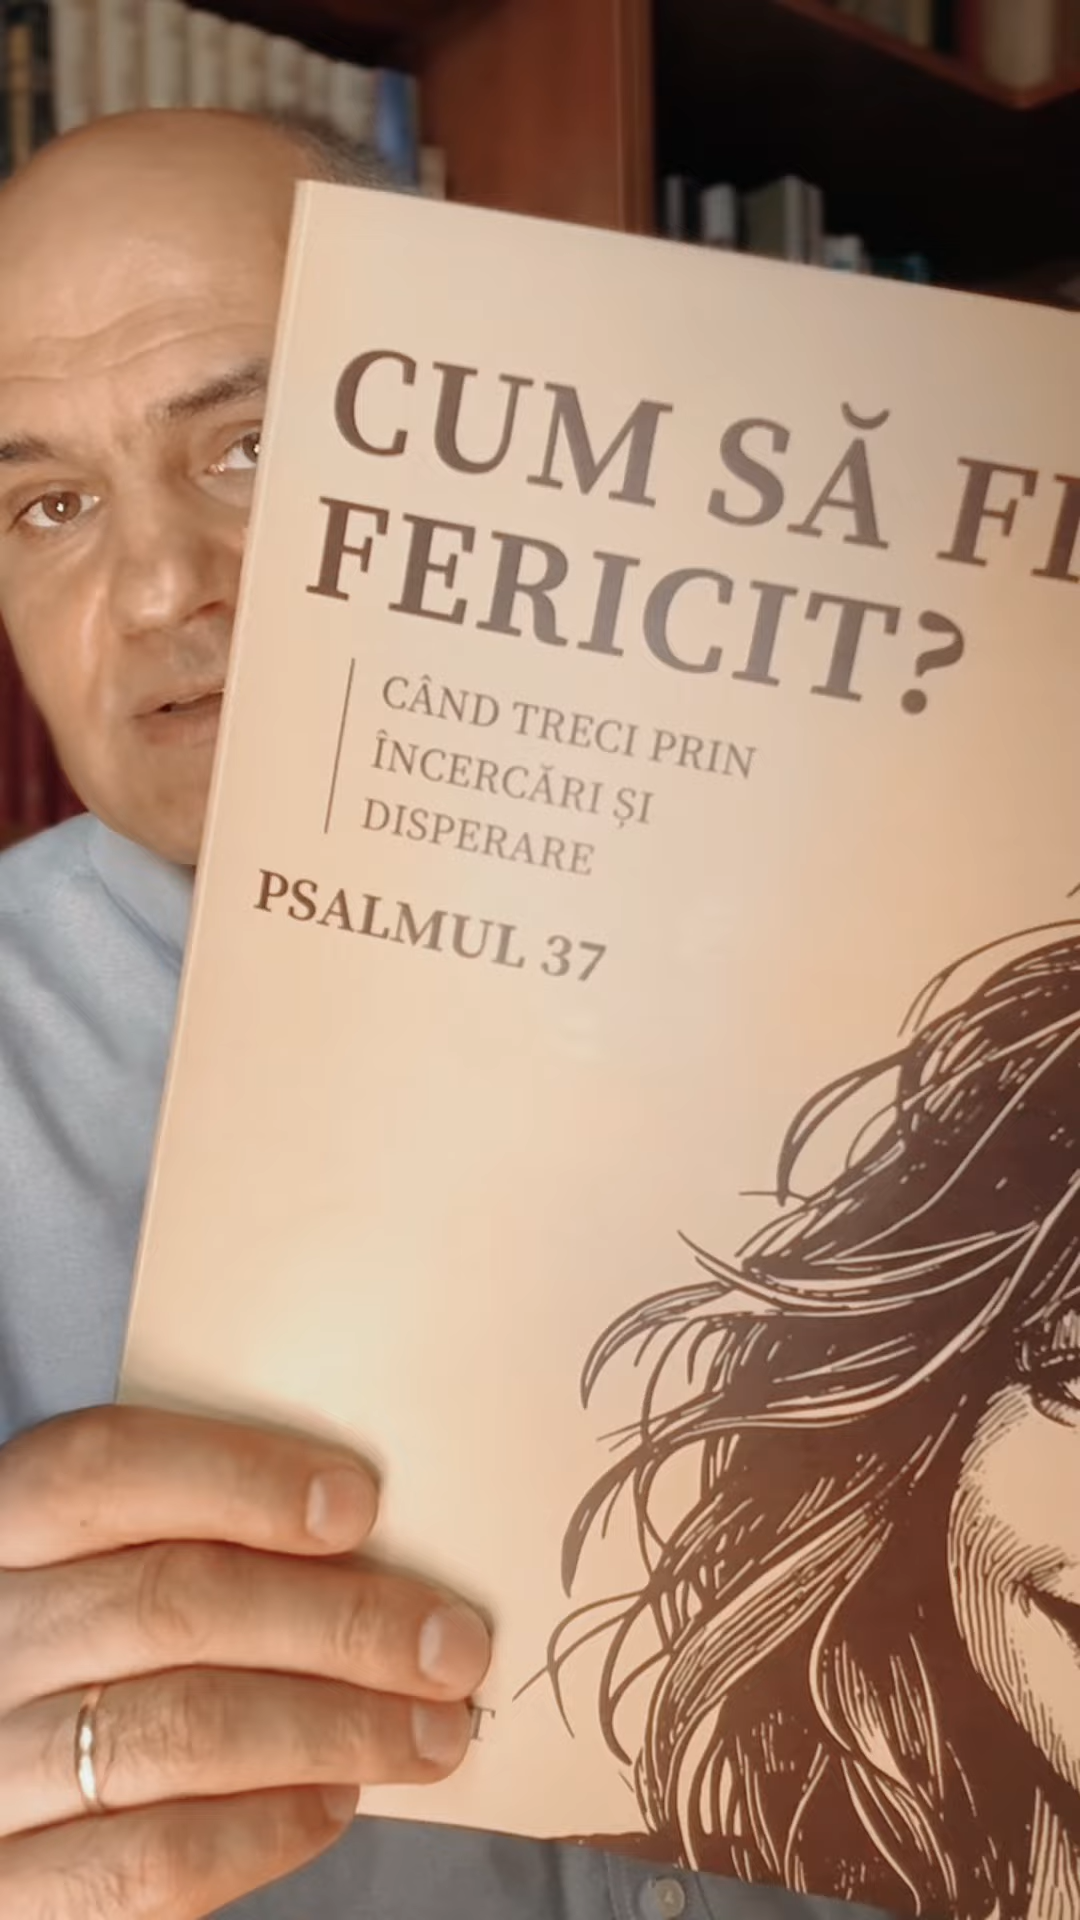 CUM SĂ FI
FERICIT?
CÂND TRECI PRIN
ÎNCERCĂRI ȘI
DISPERARE
PSALMUL 37
T